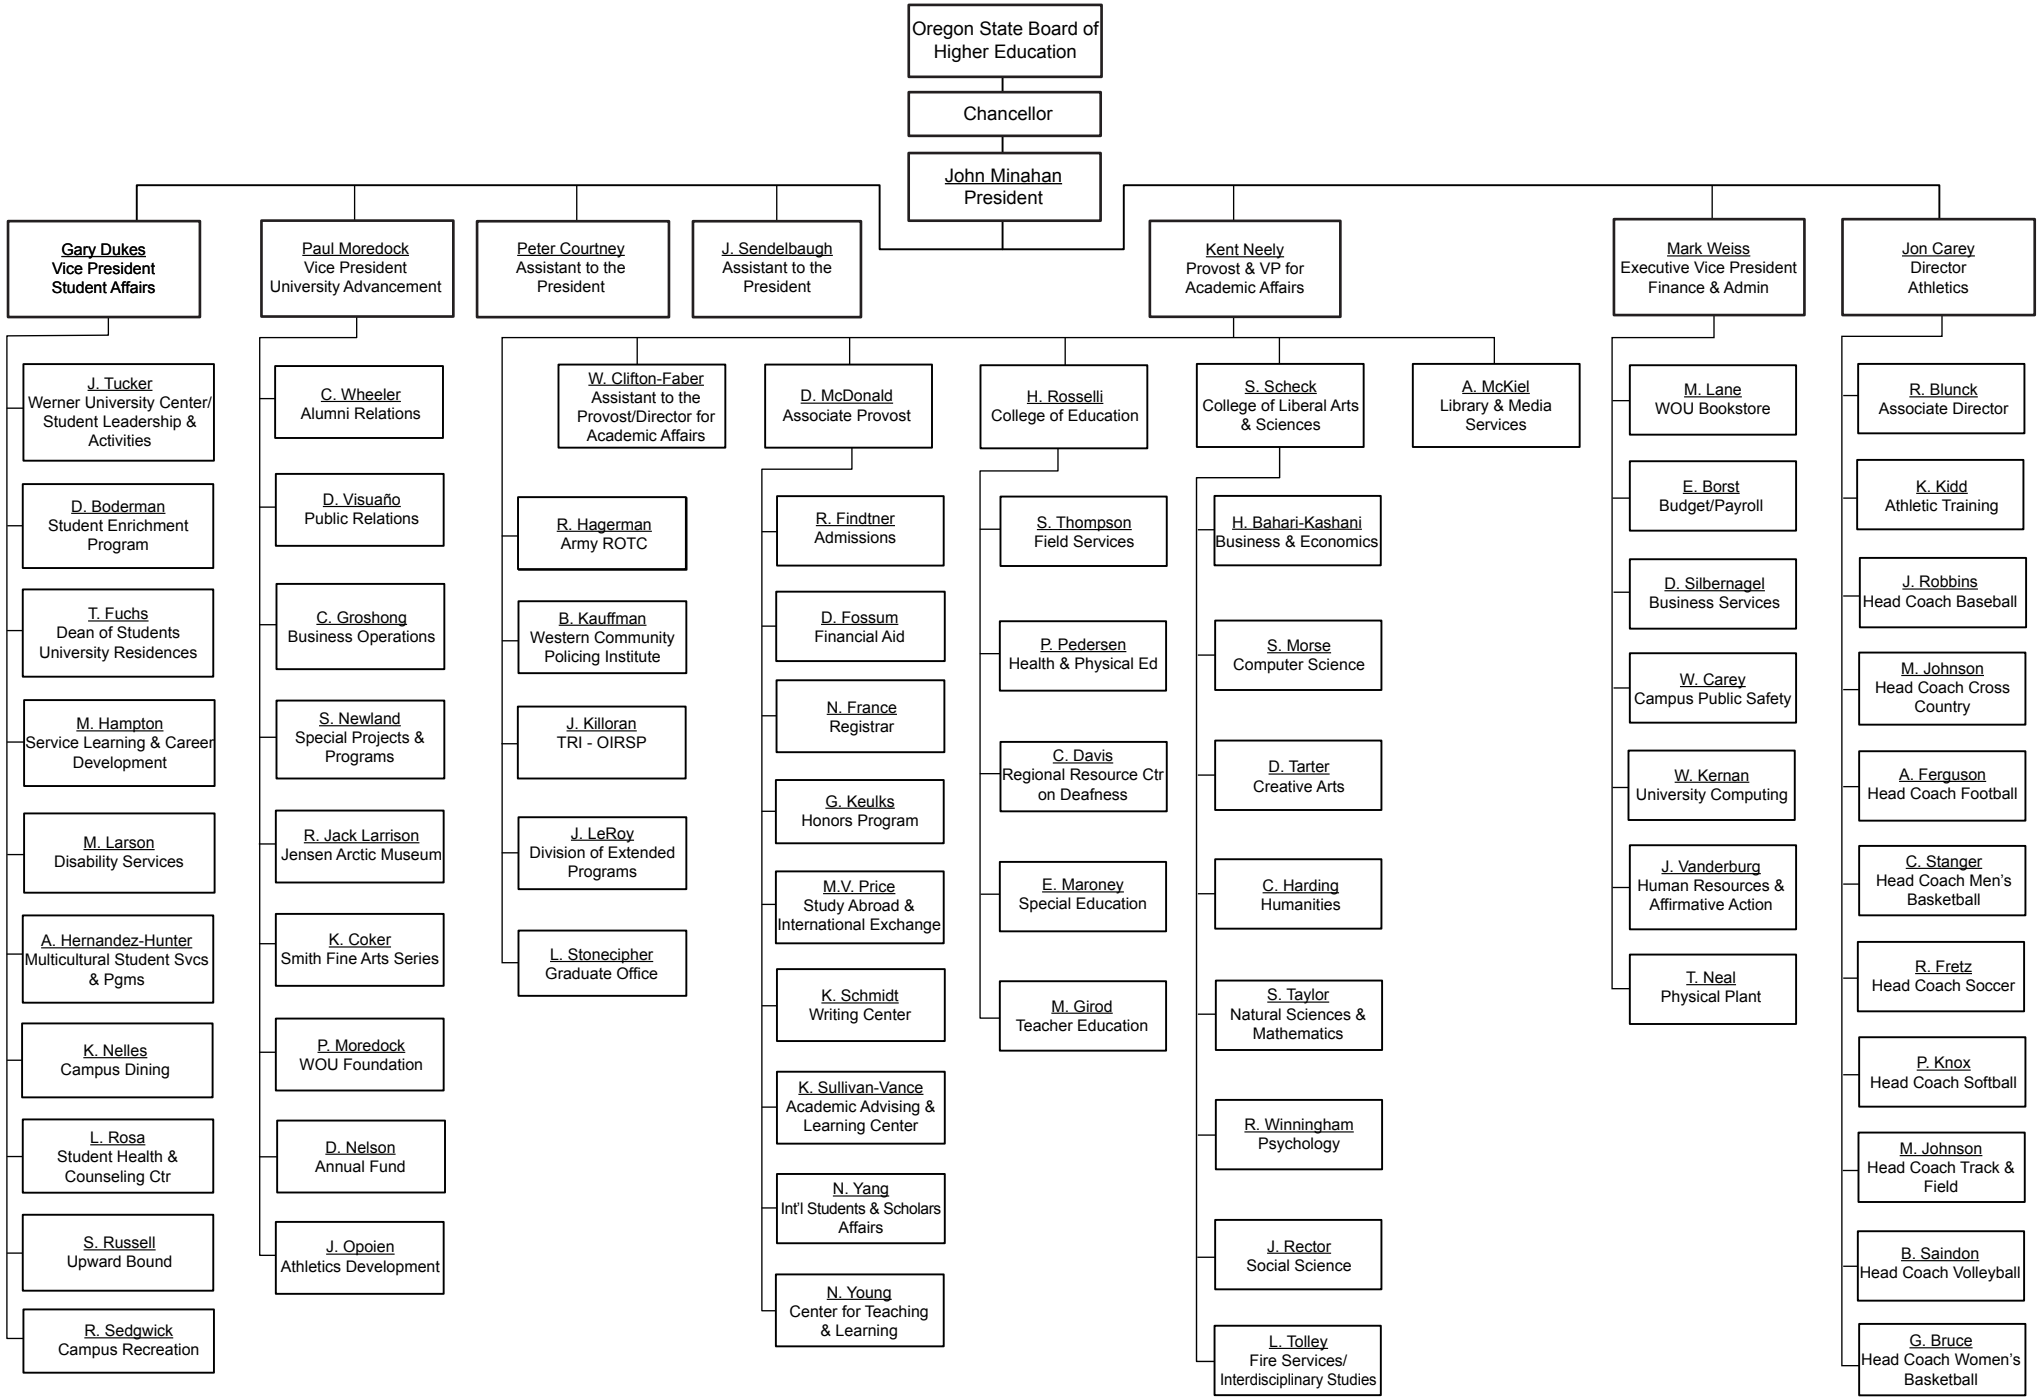 Oregon State Board of
Higher Education
Chancellor
John Minahan
President
Gary Dukes
Vice President
Student Affairs
Paul Moredock
Vice President
University Advancement
Peter Courtney
Assistant to the
President
J. Sendelbaugh
Assistant to the
President
Kent Neely
Provost & VP for
Academic Affairs
Mark Weiss
Executive Vice President
Finance & Admin
Jon Carey
Director
Athletics
J. Tucker
Werner University Center/
Student Leadership &
Activities
D. Boderman
Student Enrichment
Program
T. Fuchs
Dean of Students
University Residences
M. Hampton
Service Learning & Career
Development
M. Larson
Disability Services
A. Hernandez-Hunter
Multicultural Student Svcs
& Pgms
K. Nelles
Campus Dining
L. Rosa
Student Health &
Counseling Ctr
S. Russell
Upward Bound
R. Sedgwick
Campus Recreation
C. Wheeler
Alumni Relations
D. Visuaño
Public Relations
C. Groshong
Business Operations
S. Newland
Special Projects &
Programs
R. Jack Larrison
Jensen Arctic Museum
K. Coker
Smith Fine Arts Series
P. Moredock
WOU Foundation
D. Nelson
Annual Fund
J. Opoien
Athletics Development
W. Clifton-Faber
Assistant to the
Provost/Director for
Academic Affairs
R. Hagerman
Army ROTC
B. Kauffman
Western Community
Policing Institute
J. Killoran
TRI - OIRSP
J. LeRoy
Division of Extended
Programs
L. Stonecipher
Graduate Office
D. McDonald
Associate Provost
R. Findtner
Admissions
D. Fossum
Financial Aid
N. France
Registrar
G. Keulks
Honors Program
M.V. Price
Study Abroad &
International Exchange
K. Schmidt
Writing Center
K. Sullivan-Vance
Academic Advising &
Learning Center
N. Yang
Int'l Students & Scholars
Affairs
N. Young
Center for Teaching
& Learning
H. Rosselli
College of Education
S. Thompson
Field Services
P. Pedersen
Health & Physical Ed
C. Davis
Regional Resource Ctr
on Deafness
E. Maroney
Special Education
M. Girod
Teacher Education
S. Scheck
College of Liberal Arts
& Sciences
H. Bahari-Kashani
Business & Economics
S. Morse
Computer Science
D. Tarter
Creative Arts
C. Harding
Humanities
S. Taylor
Natural Sciences &
Mathematics
R. Winningham
Psychology
J. Rector
Social Science
L. Tolley
Fire Services/
Interdisciplinary Studies
A. McKiel
Library & Media
Services
M. Lane
WOU Bookstore
E. Borst
Budget/Payroll
D. Silbernagel
Business Services
W. Carey
Campus Public Safety
W. Kernan
University Computing
J. Vanderburg
Human Resources &
Affirmative Action
T. Neal
Physical Plant
R. Blunck
Associate Director
K. Kidd
Athletic Training
J. Robbins
Head Coach Baseball
M. Johnson
Head Coach Cross
Country
A. Ferguson
Head Coach Football
C. Stanger
Head Coach Men's
Basketball
R. Fretz
Head Coach Soccer
P. Knox
Head Coach Softball
M. Johnson
Head Coach Track &
Field
B. Saindon
Head Coach Volleyball
G. Bruce
Head Coach Women's
Basketball